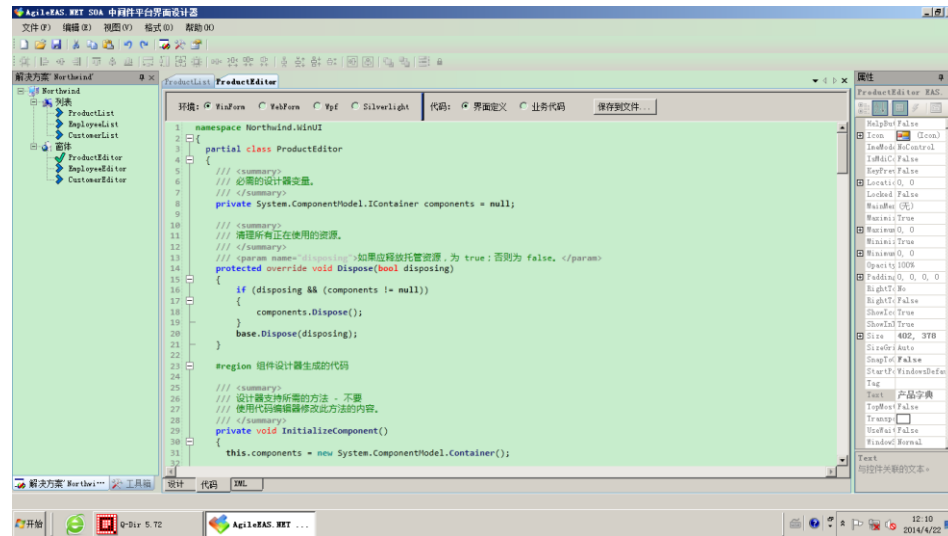 AgileEAS.NET SOA 中间件平台界面设计器
文件(F) 编辑(E) 视图(V) 格式(O) 帮助(H)
解决方案'Northwind'
Northwind
列表
ProductList
EmployeeList
CustomerList
窗体
ProductEditor
EmployeeEditor
CustomerEditor
解决方案'Northwi··· 工具箱
ProductList ProductEditor
环境: WinForm WebForm Wpf Silverlight 代码: 界面定义 业务代码 保存到文件...
1 namespace Northwind.WinUI
2 {
3 partial class ProductEditor
4 {
5 /// <summary>
6 /// 必需的设计器变量。
7 /// </summary>
8 private System.ComponentModel.IContainer components = null;
9
10 /// <summary>
11 /// 清理所有正在使用的资源。
12 /// </summary>
13 /// <param name="disposing">如果应释放托管资源，为 true；否则为 false。</param>
14 protected override void Dispose(bool disposing)
15 {
16 if (disposing && (components != null))
17 {
18 components.Dispose();
19 }
20 base.Dispose(disposing);
21 }
22
23 #region 组件设计器生成的代码
24
25 /// <summary>
26 /// 设计器支持所需的方法 - 不要
27 /// 使用代码编辑器修改此方法的内容。
28 /// </summary>
29 private void InitializeComponent()
30 {
31 this.components = new System.ComponentModel.Container();
32
设计 代码 XML
属性
ProductEditor EAS.
HelpBut False
Icon (Icon)
ImeMode NoControl
IsMdiCo False
KeyPrev False
Locatio 0, 0
Locked False
MainMen (无)
Maximiz True
Maximum 0, 0
Minimiz True
Minimum 0, 0
Opacity 100%
Padding 0, 0, 0, 0
RightTo No
RightTo False
ShowIco True
ShowInT True
Size 402, 378
SizeGri Auto
SnapTo False
StartPo WindowsDefau
Tag
Text 产品字典
TopMost False
Transpa
UseWait False
Window Normal
Text
与控件关联的文本。
开始 Q-Dir 5.72 AgileEAS.NET ...
12:10
2014/4/22